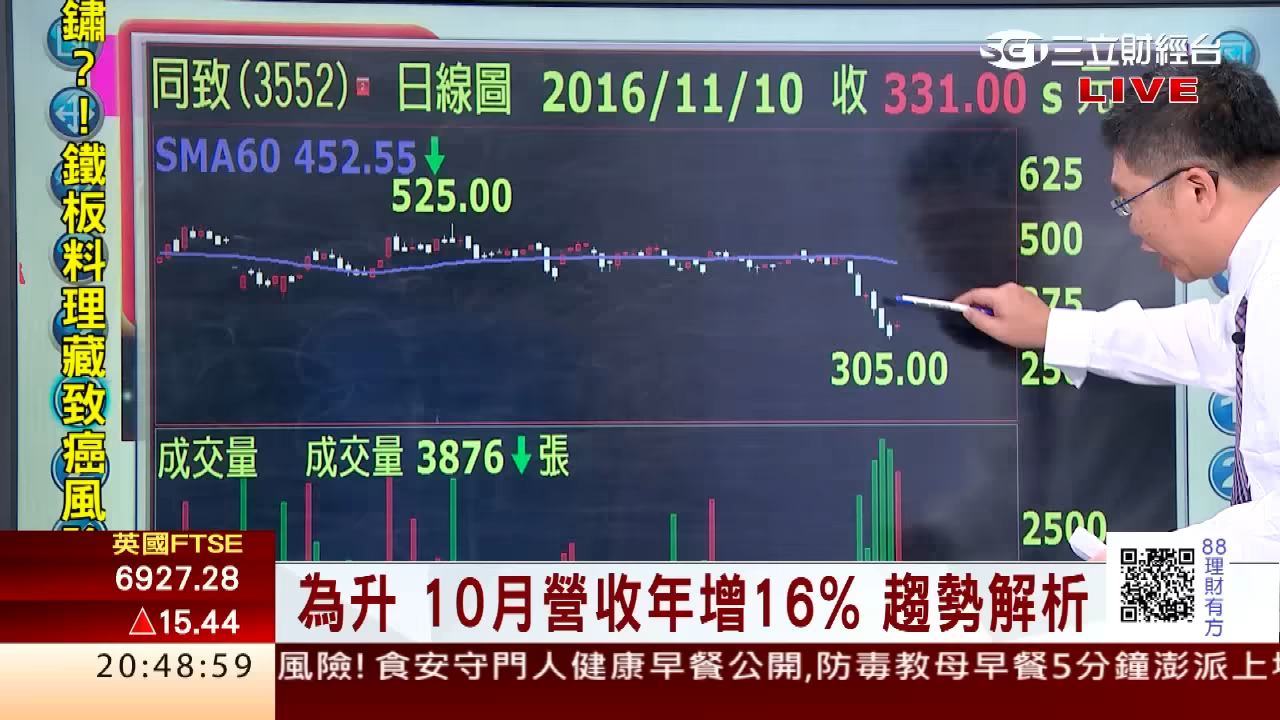 鏽?!鐵板料理藏致癌風
SET三立財經台
LIVE
同致(3552) 日線圖 2016/11/10 收 331.00 s 元
SMA60 452.55↓
525.00
625
500
375
250
305.00
成交量 成交量 3876↓張
2500
英國FTSE
6927.28
△15.44
20:48:59
為升 10月營收年增16% 趨勢解析
88理財有方
風險!食安守門人健康早餐公開,防毒教母早餐5分鐘澎派上